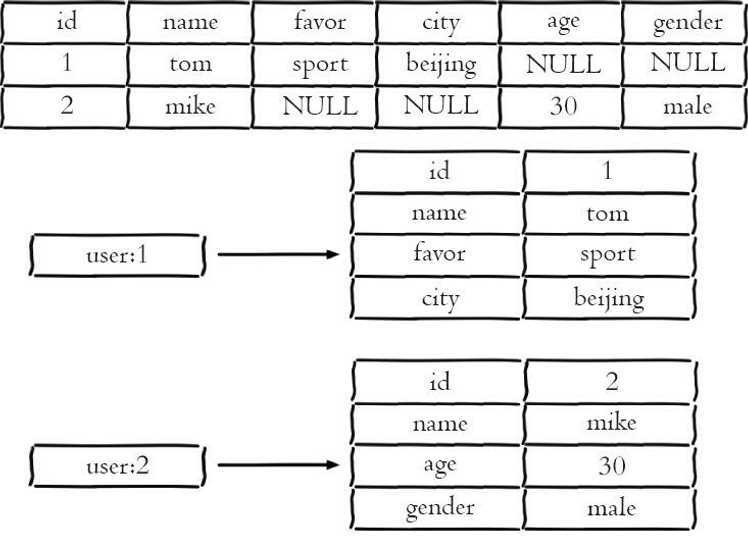 id name favor city age gender
1 tom sport beijing NULL NULL
2 mike NULL NULL 30 male
id 1
name tom
user:1
favor sport
city beijing
id 2
name mike
user:2
age 30
gender male